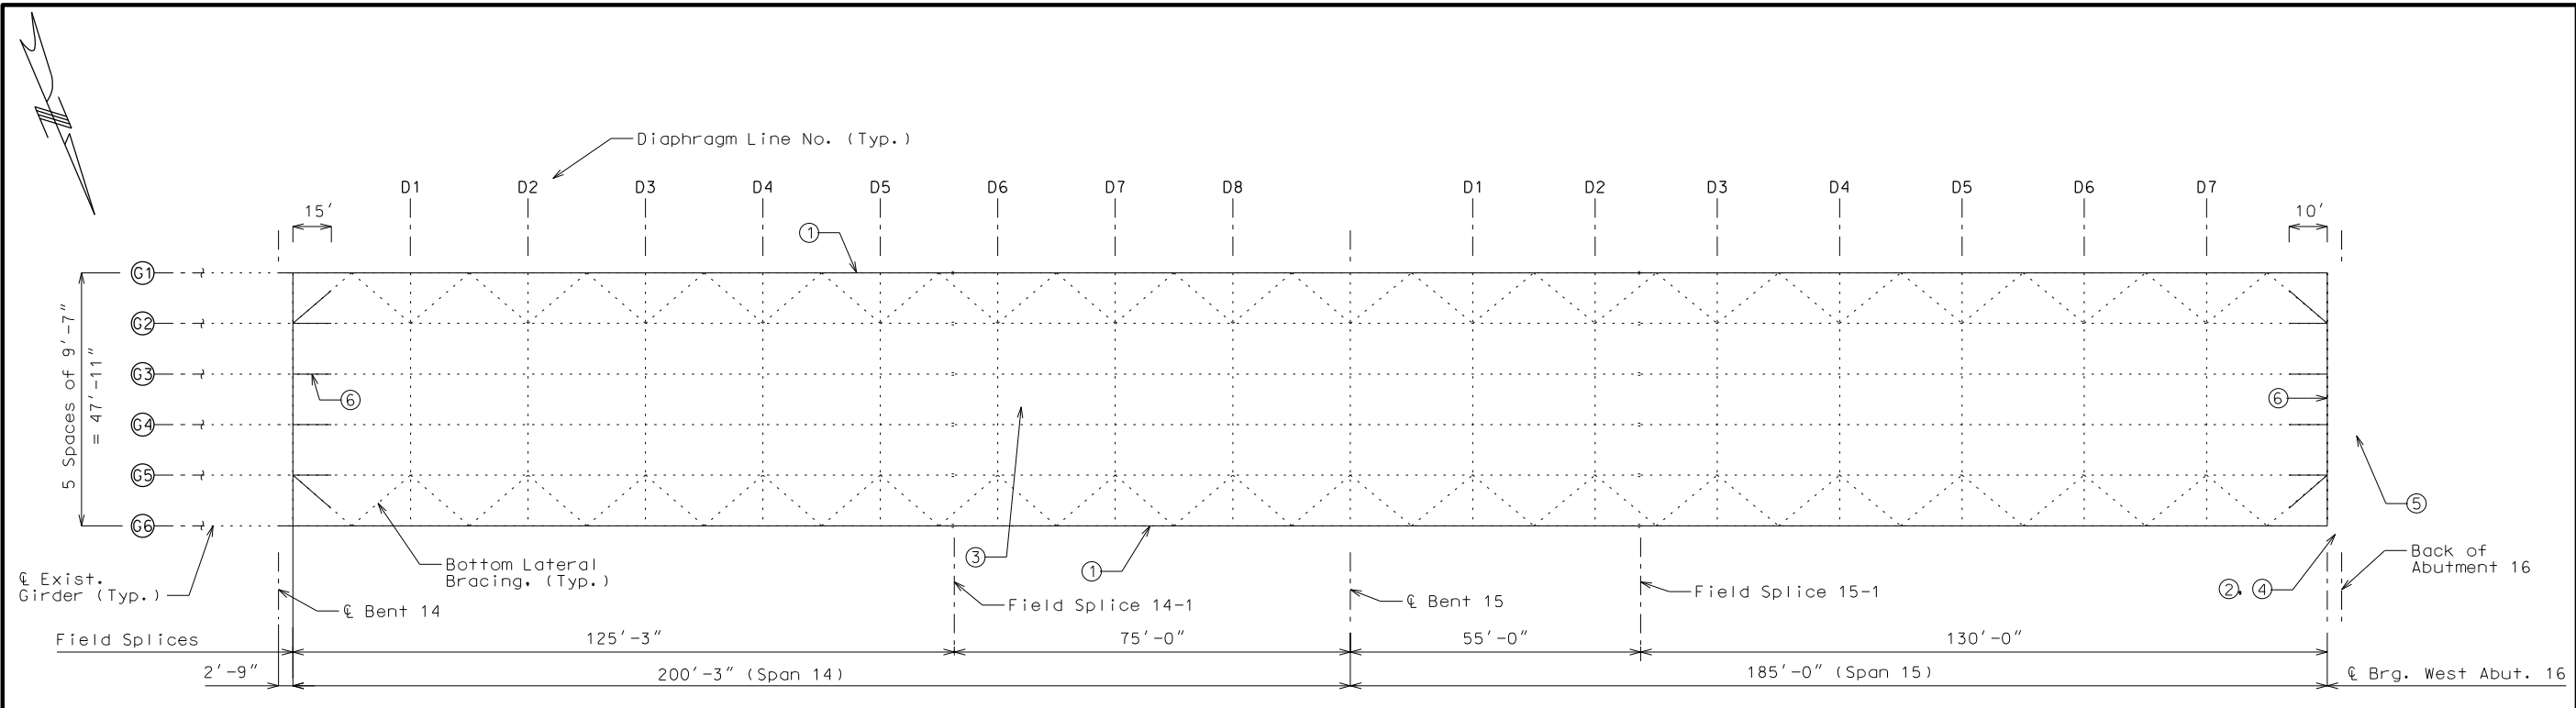 Diaphragm Line No. (Typ.)
D1 D2 D3 D4 D5 D6 D7 D8 D1 D2 D3 D4 D5 D6 D7
15' 10'
1
G1
G2
G3
G4
G5
G6
5 Spaces of 9'-7"
= 47'-11"
6
6
3
1
5
2, 4
℄ Exist.
Girder (Typ.)
Bottom Lateral
Bracing. (Typ.)
℄ Bent 14
Field Splice 14-1
℄ Bent 15
Field Splice 15-1
Back of
Abutment 16
Field Splices 125'-3" 75'-0" 55'-0" 130'-0"
2'-9" 200'-3" (Span 14) 185'-0" (Span 15) ℄ Brg. West Abut. 16